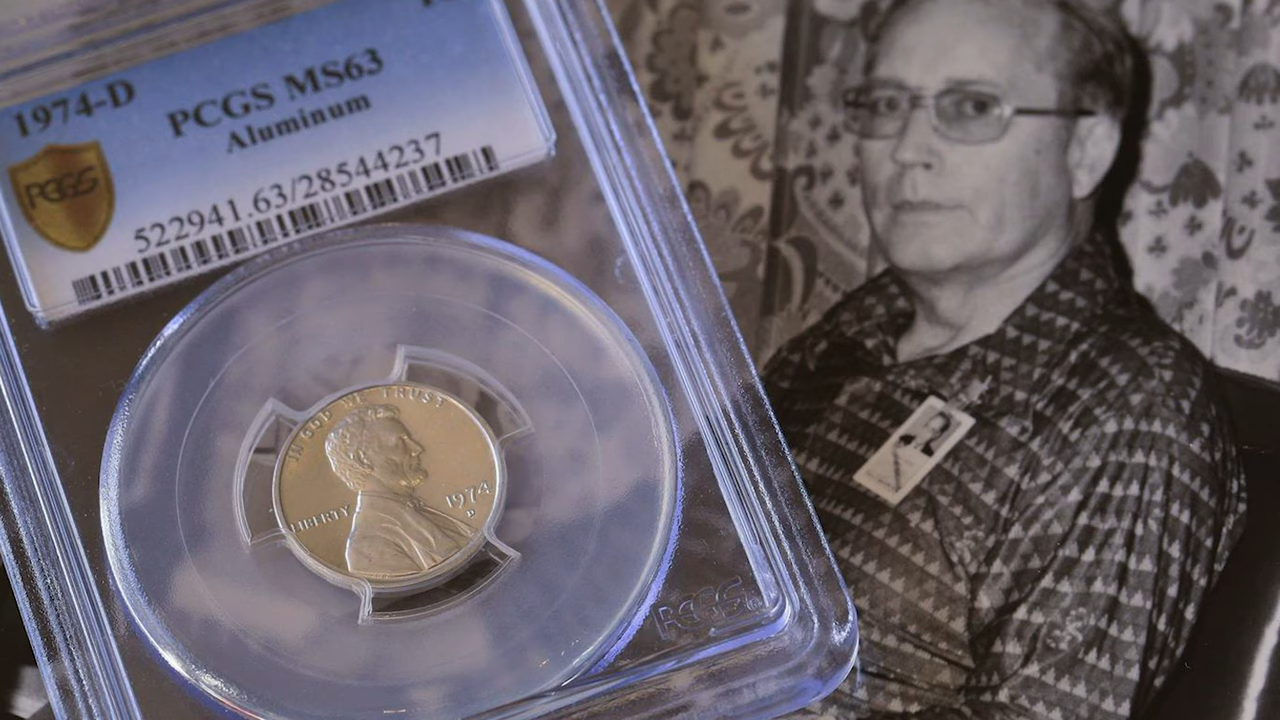 1974-D
PCGS MS63
Aluminum
PCGS
522941.63/28544237
IN GOD WE TRUST
LIBERTY
1974
D
PCGS